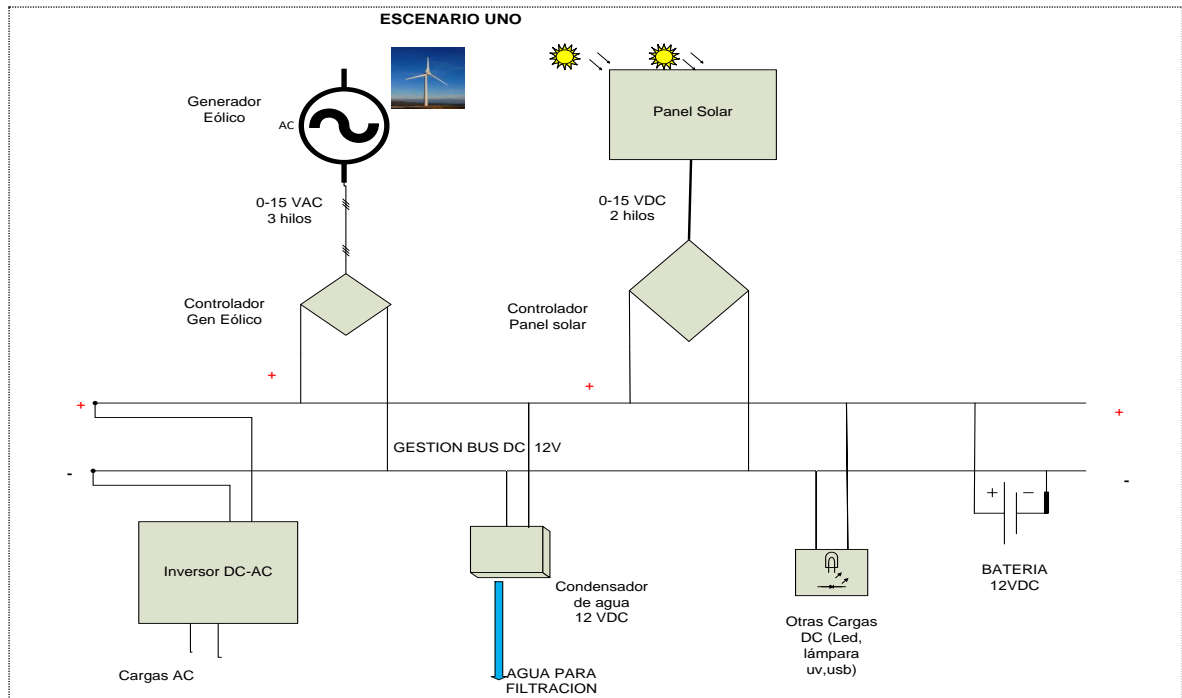 ESCENARIO UNO
Generador
Eólico
AC
Panel Solar
0-15 VAC
3 hilos
0-15 VDC
2 hilos
Controlador
Gen Eólico
Controlador
Panel solar
+
+
+
+
GESTION BUS DC 12V
-
-
+ -
Inversor DC-AC
Condensador
de agua
12 VDC
BATERIA
12VDC
Otras Cargas
DC (Led,
lámpara
uv,usb)
Cargas AC
AGUA PARA
FILTRACION